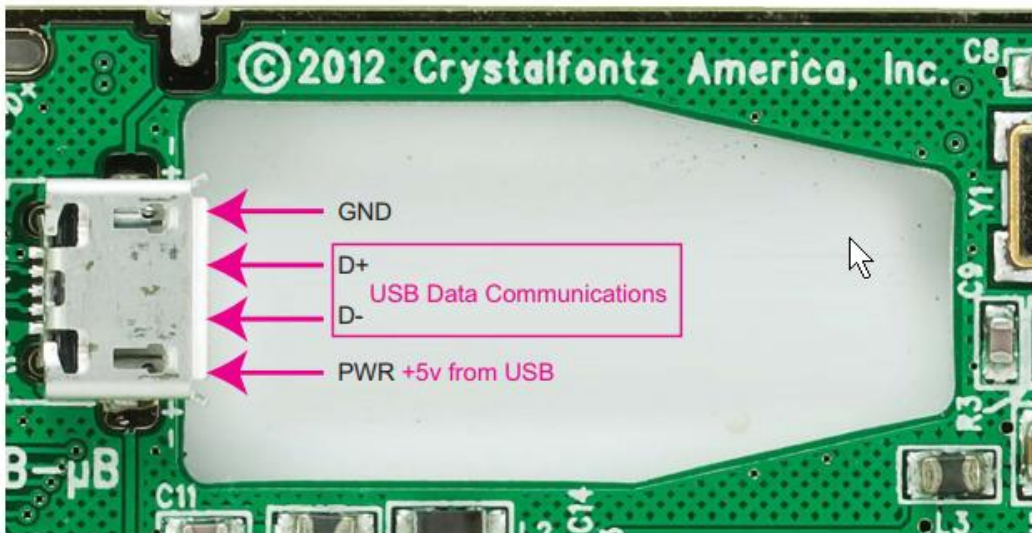 ©2012 Crystalfontz America, Inc.
C8
D+
GND
Y1
D+
USB Data Communications
D-
C9
PWR +5v from USB
R3
B-µB
C11
C14
L3